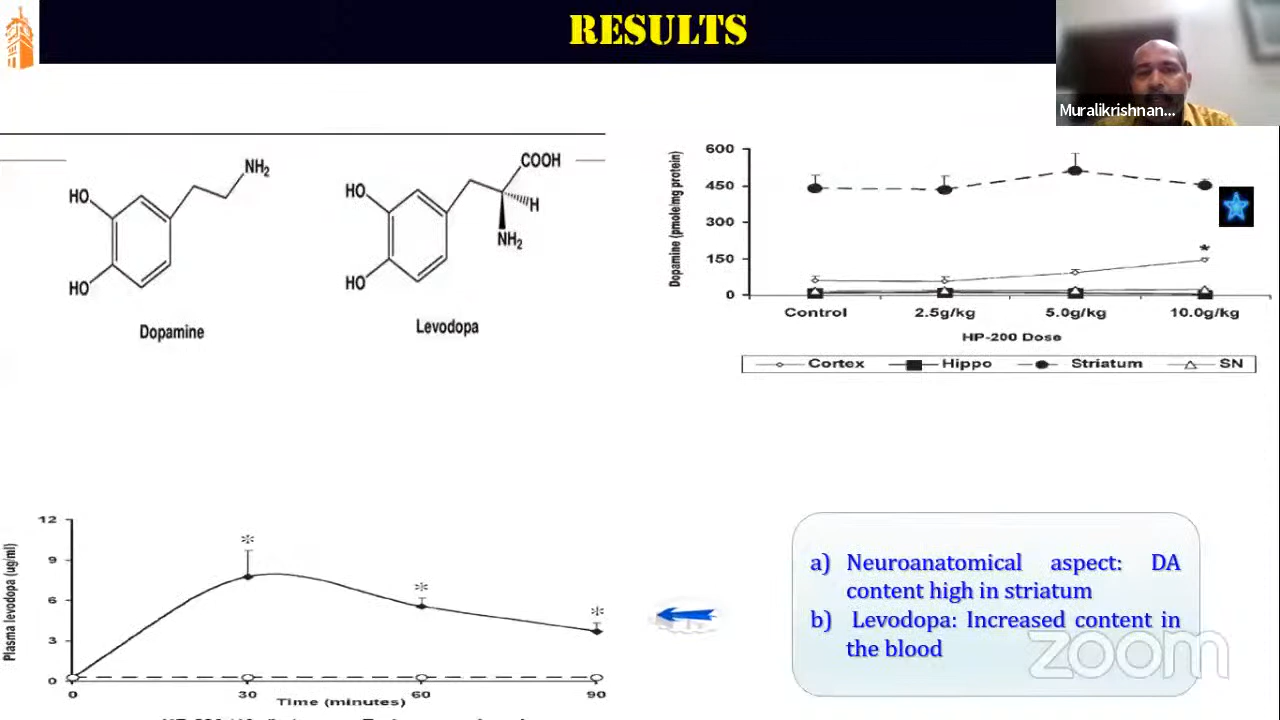 RESULTS
Muralikrishnan...
HO
HO
NH2
Dopamine
HO
HO
COOH
H
NH2
Levodopa
Dopamine (pmole/mg protein)
600
450
300
150
0
*
Control 2.5g/kg 5.0g/kg 10.0g/kg
HP-200 Dose
Cortex Hippo Striatum SN
Plasma levodopa (ug/ml)
12
9
6
3
0
* * *
0 30 60 90
Time (minutes)
a) Neuroanatomical aspect: DA
content high in striatum
b) Levodopa: Increased content in
the blood
zoom